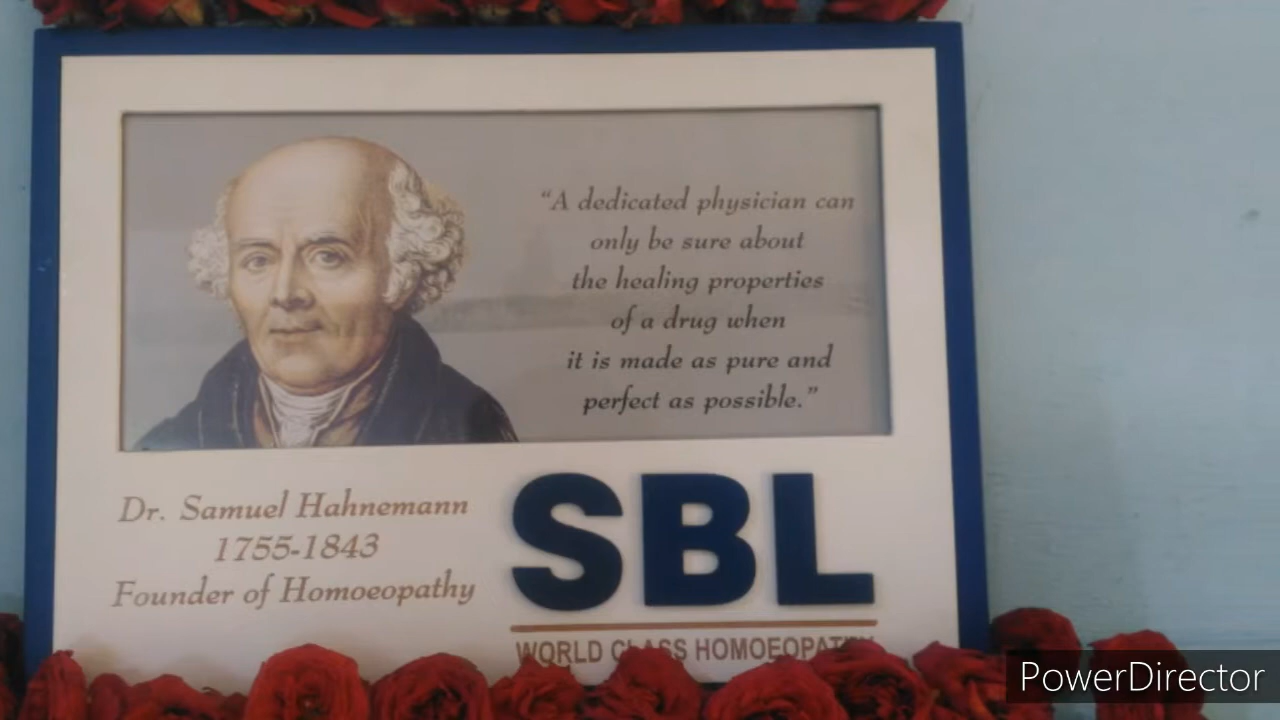 “A dedicated physician can
only be sure about
the healing properties
of a drug when
it is made as pure and
perfect as possible.”
Dr. Samuel Hahnemann
1755-1843
Founder of Homoeopathy
SBL
WORLD CLASS HOMOEOPATHY
PowerDirector